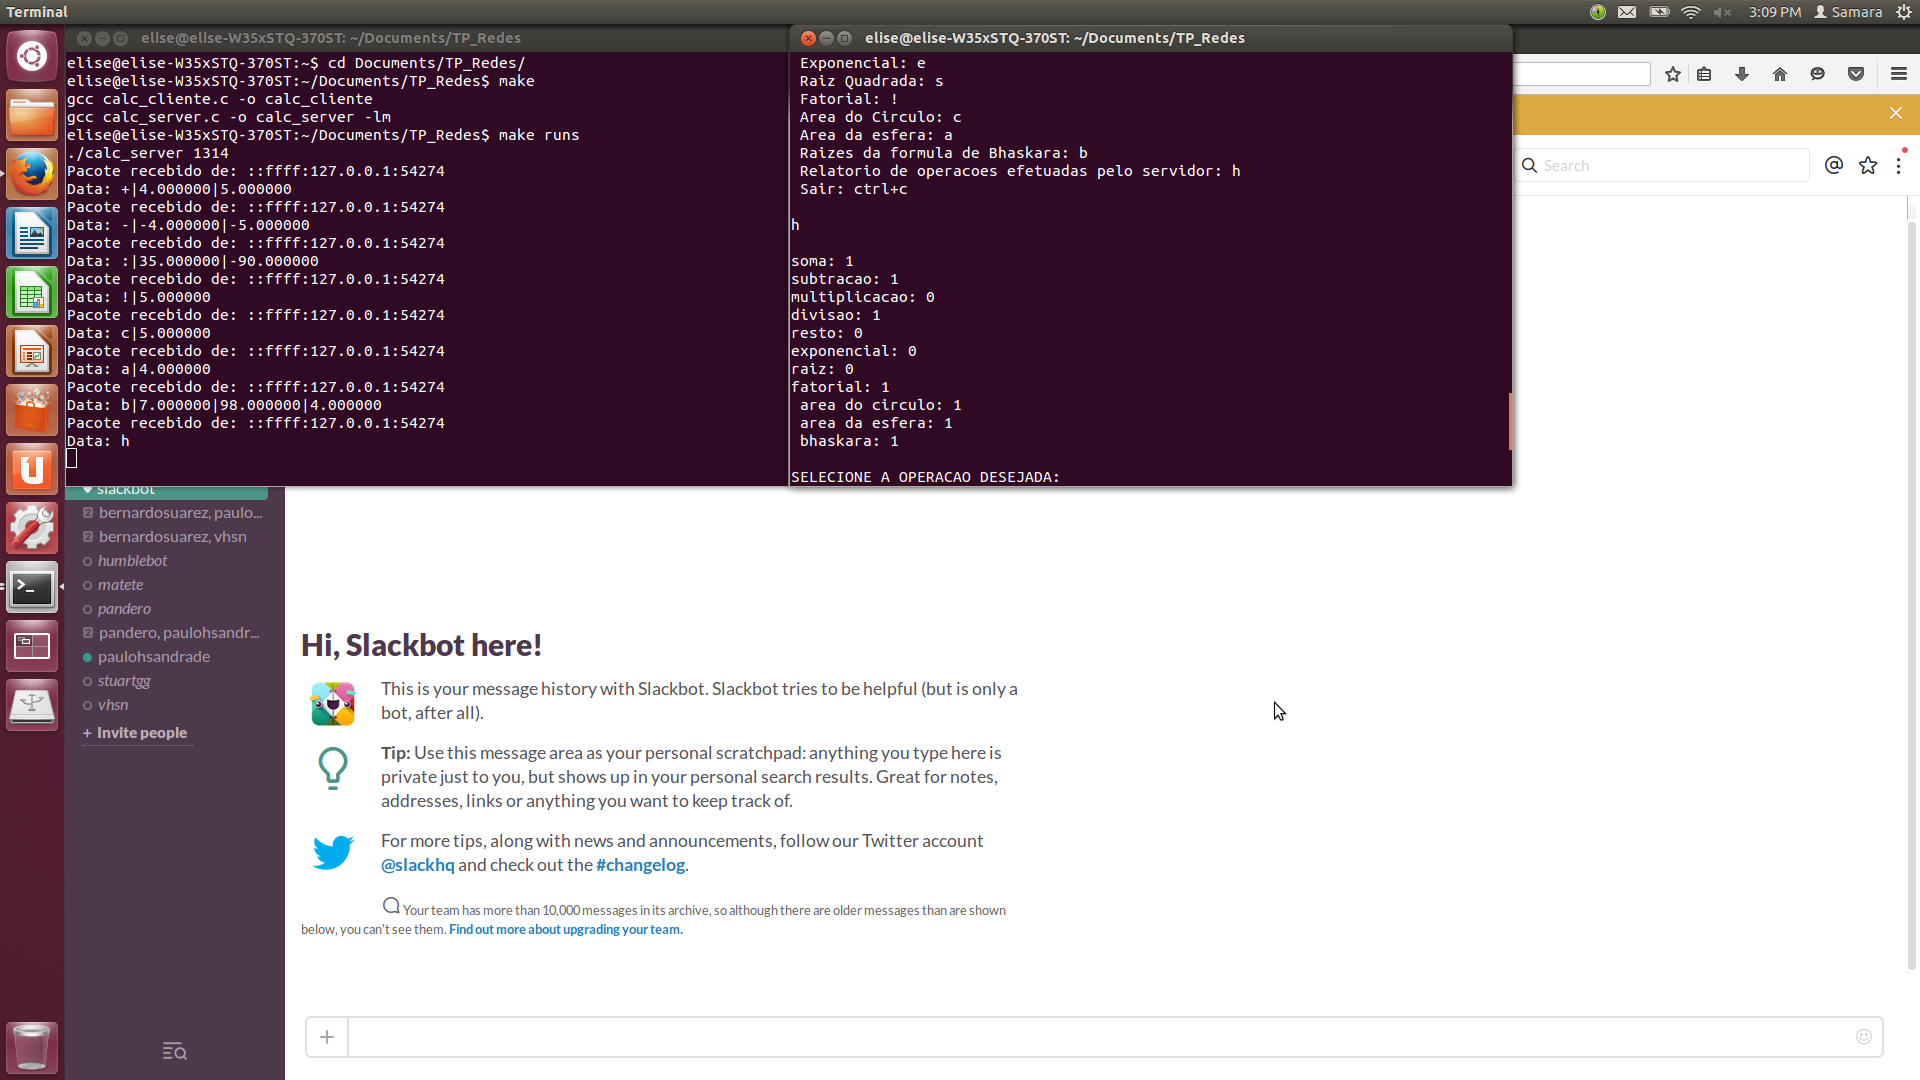 Terminal
3:09 PM
Samara
elise@elise-W35xSTQ-370ST: ~/Documents/TP_Redes
elise@elise-W35xSTQ-370ST:~$ cd Documents/TP_Redes/
elise@elise-W35xSTQ-370ST:~/Documents/TP_Redes$ make
gcc calc_cliente.c -o calc_cliente
gcc calc_server.c -o calc_server -lm
elise@elise-W35xSTQ-370ST:~/Documents/TP_Redes$ make runs
./calc_server 1314
Pacote recebido de: ::ffff:127.0.0.1:54274
Data: +|4.000000|5.000000
Pacote recebido de: ::ffff:127.0.0.1:54274
Data: -|-4.000000|-5.000000
Pacote recebido de: ::ffff:127.0.0.1:54274
Data: :|35.000000|-90.000000
Pacote recebido de: ::ffff:127.0.0.1:54274
Data: !|5.000000
Pacote recebido de: ::ffff:127.0.0.1:54274
Data: c|5.000000
Pacote recebido de: ::ffff:127.0.0.1:54274
Data: a|4.000000
Pacote recebido de: ::ffff:127.0.0.1:54274
Data: b|7.000000|98.000000|4.000000
Pacote recebido de: ::ffff:127.0.0.1:54274
Data: h
elise@elise-W35xSTQ-370ST: ~/Documents/TP_Redes
Exponencial: e
Raiz Quadrada: s
Fatorial: !
Area do Circulo: c
Area da esfera: a
Raizes da formula de Bhaskara: b
Relatorio de operacoes efetuadas pelo servidor: h
Sair: ctrl+c
h
soma: 1
subtracao: 1
multiplicacao: 0
divisao: 1
resto: 0
exponencial: 0
raiz: 0
fatorial: 1
area do circulo: 1
area da esfera: 1
bhaskara: 1
SELECIONE A OPERACAO DESEJADA:
Search
slackbot
2 bernardosuarez, paulo...
2 bernardosuarez, vhsn
humblebot
matete
pandero
2 pandero, paulohsandr...
paulohsandrade
stuartgg
vhsn
+ Invite people
Hi, Slackbot here!
This is your message history with Slackbot. Slackbot tries to be helpful (but is only a
bot, after all).
Tip: Use this message area as your personal scratchpad: anything you type here is
private just to you, but shows up in your personal search results. Great for notes,
addresses, links or anything you want to keep track of.
For more tips, along with news and announcements, follow our Twitter account
@slackhq and check out the #changelog.
Your team has more than 10,000 messages in its archive, so although there are older messages than are shown
below, you can't see them. Find out more about upgrading your team.